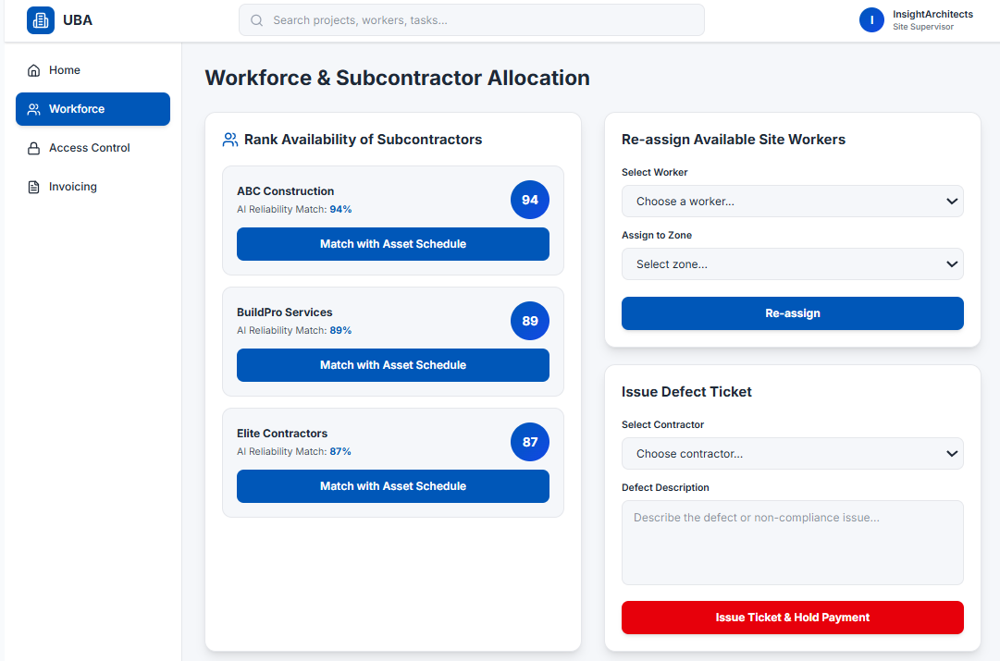 UBA
Search projects, workers, tasks...
I
InsightArchitects
Site Supervisor
Home
Workforce
Access Control
Invoicing
Workforce & Subcontractor Allocation
Rank Availability of Subcontractors
ABC Construction
AI Reliability Match: 94%
94
Match with Asset Schedule
BuildPro Services
AI Reliability Match: 89%
89
Match with Asset Schedule
Elite Contractors
AI Reliability Match: 87%
87
Match with Asset Schedule
Re-assign Available Site Workers
Select Worker
Choose a worker...
Assign to Zone
Select zone...
Re-assign
Issue Defect Ticket
Select Contractor
Choose contractor...
Defect Description
Describe the defect or non-compliance issue...
Issue Ticket & Hold Payment